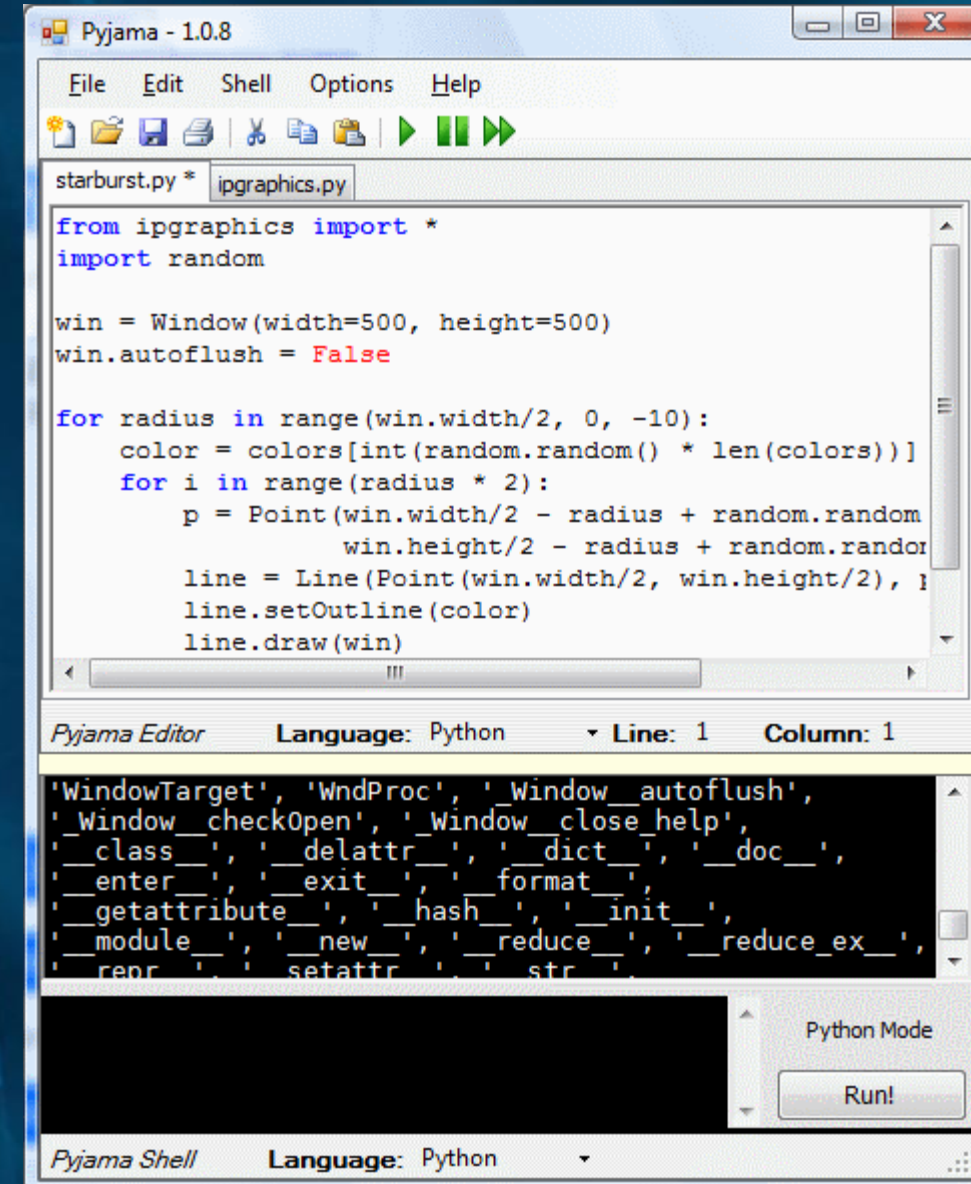 Pyjama - 1.0.8
File Edit Shell Options Help
starburst.py * ipgraphics.py
from ipgraphics import *
import random
win = Window(width=500, height=500)
win.autoflush = False
for radius in range(win.width/2, 0, -10):
    color = colors[int(random.random() * len(colors))]
    for i in range(radius * 2):
        p = Point(win.width/2 - radius + random.random
                  win.height/2 - radius + random.
        line = Line(Point(win.width/2, win.height/2),
        line.setOutline(color)
        line.draw(win)
Pyjama Editor Language: Python Line: 1 Column: 1
'WindowTarget', 'WndProc', '_Window__autoflush',
'_Window__checkOpen', '_Window__close_help',
'__class__', '__delattr__', '__dict__', '__doc__',
'__enter__', '__exit__', '__format__',
'__getattribute__', '__hash__', '__init__',
'__module__', '__new__', '__reduce__', '__reduce_ex__',
'__repr__', '__setattr__', '__str__',
Python Mode
Run!
Pyjama Shell Language: Python